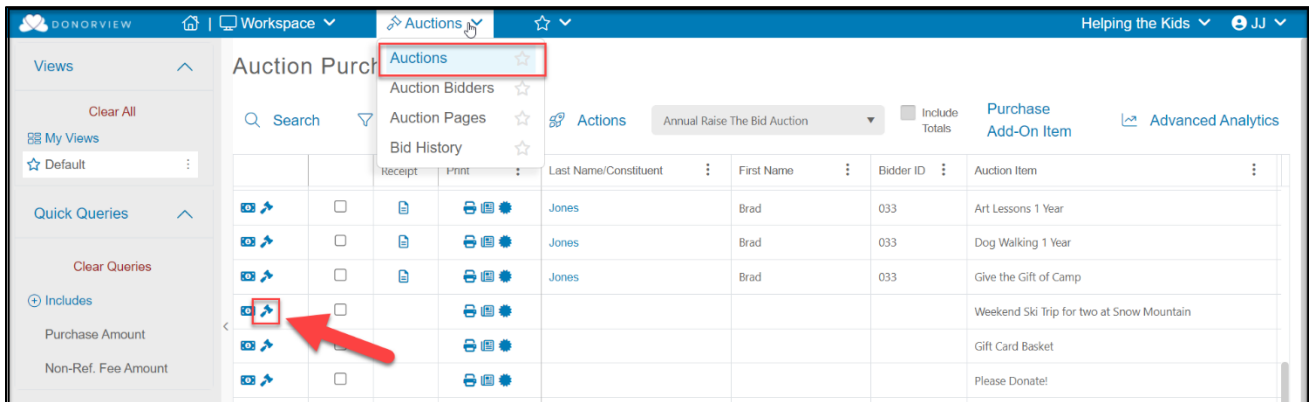 DONORVIEW | Workspace Auctions Helping the Kids JJ
Views
Auction Purch
Auctions
Auction Bidders
Auction Pages
Bid History
Clear All
My Views
Default
Search Actions Annual Raise The Bid Auction Include Totals Purchase Add-On Item Advanced Analytics
Receipt Print Last Name/Constituent First Name Bidder ID Auction Item
Quick Queries
Clear Queries
Includes
Purchase Amount
Non-Ref. Fee Amount
Jones Brad 033 Art Lessons 1 Year
Jones Brad 033 Dog Walking 1 Year
Jones Brad 033 Give the Gift of Camp
Weekend Ski Trip for two at Snow Mountain
Gift Card Basket
Please Donate!